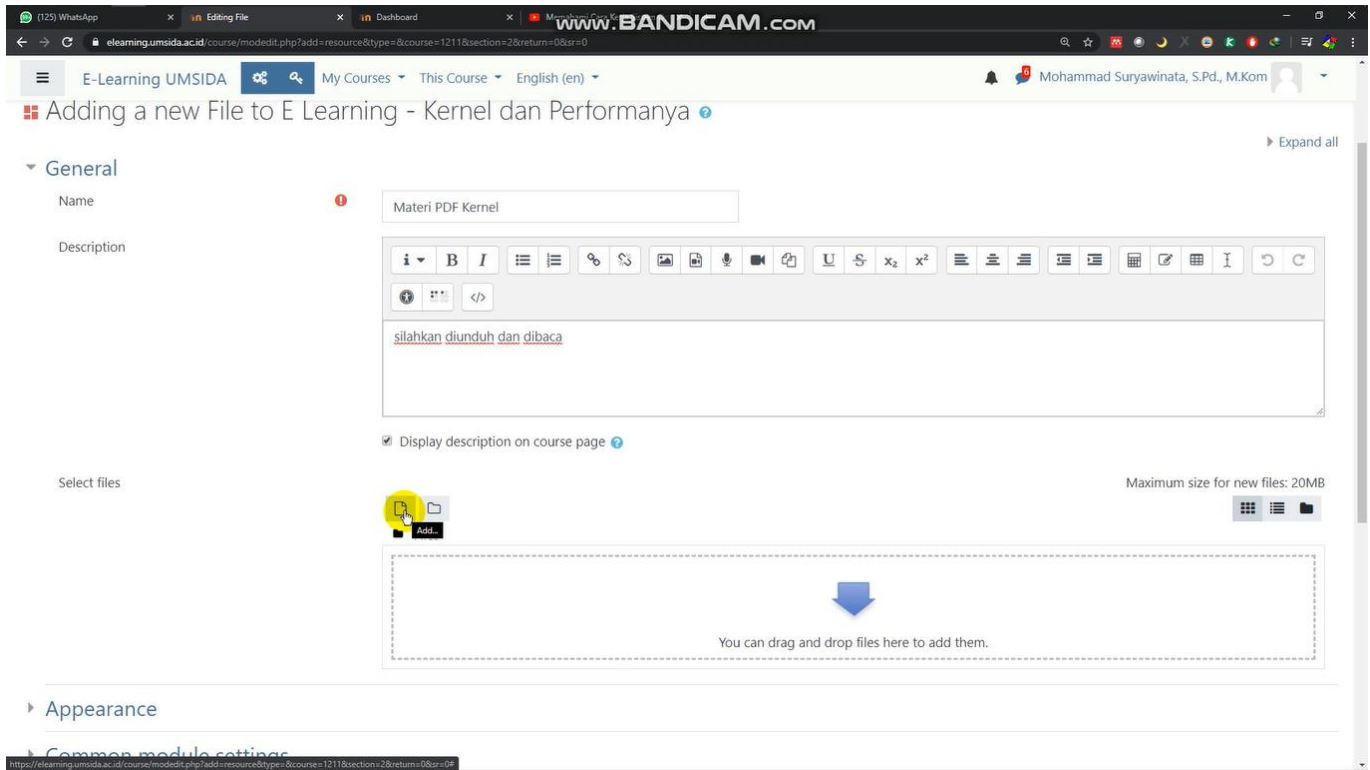 (125) WhatsApp
Editing File
Dashboard
www.BANDICAM.com
elearning.umsida.ac.id/course/modedit.php?add=resource&type=&course=1211&section=2&return=0&sr=0
E-Learning UMSIDA My Courses This Course English (en) 6 Mohammad Suryawinata, S.Pd., M.Kom
Adding a new File to E Learning - Kernel dan Performanya
Expand all
General
Name
Materi PDF Kernel
Description
silahkan diunduh dan dibaca
Display description on course page
Select files
Maximum size for new files: 20MB
Add...
You can drag and drop files here to add them.
Appearance
Common module settings
https://elearning.umsida.ac.id/course/modedit.php?add=resource&type=&course=1211&section=2&return=0&sr=0#